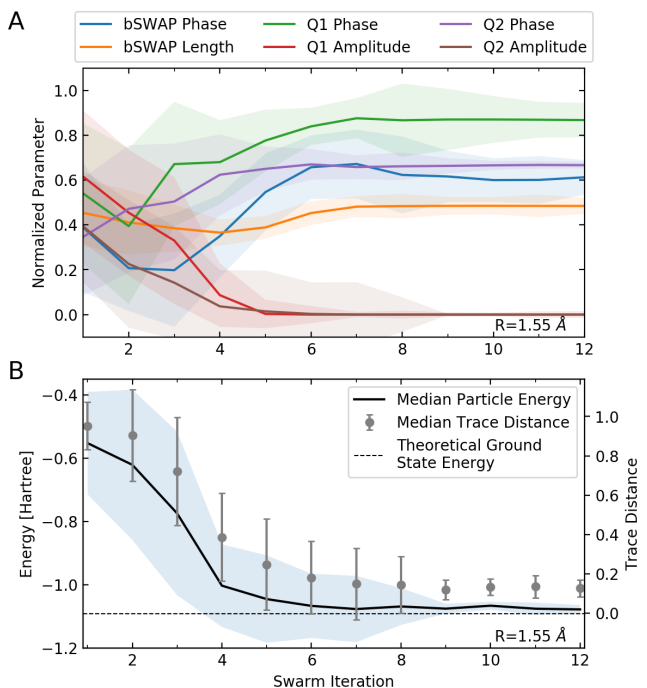 A
bSWAP Phase
Q1 Phase
Q2 Phase
bSWAP Length
Q1 Amplitude
Q2 Amplitude
1.0
0.8
0.6
0.4
0.2
0.0
Normalized Parameter
R=1.55 Å
2
4
6
8
10
12
B
−0.4
−0.6
−0.8
−1.0
−1.2
Energy [Hartree]
Median Particle Energy
Median Trace Distance
Theoretical Ground
State Energy
1.0
0.8
0.6
0.4
0.2
0.0
Trace Distance
R=1.55 Å
2
4
6
8
10
12
Swarm Iteration